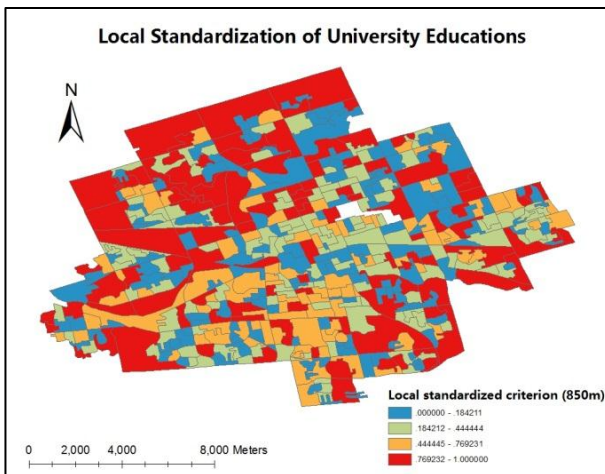 Local Standardization of University Educations
N
Local standardized criterion (850m)
.000000 - .184211
.184212 - .444444
.444445 - .769231
.769232 - 1.000000
0 2,000 4,000 8,000 Meters